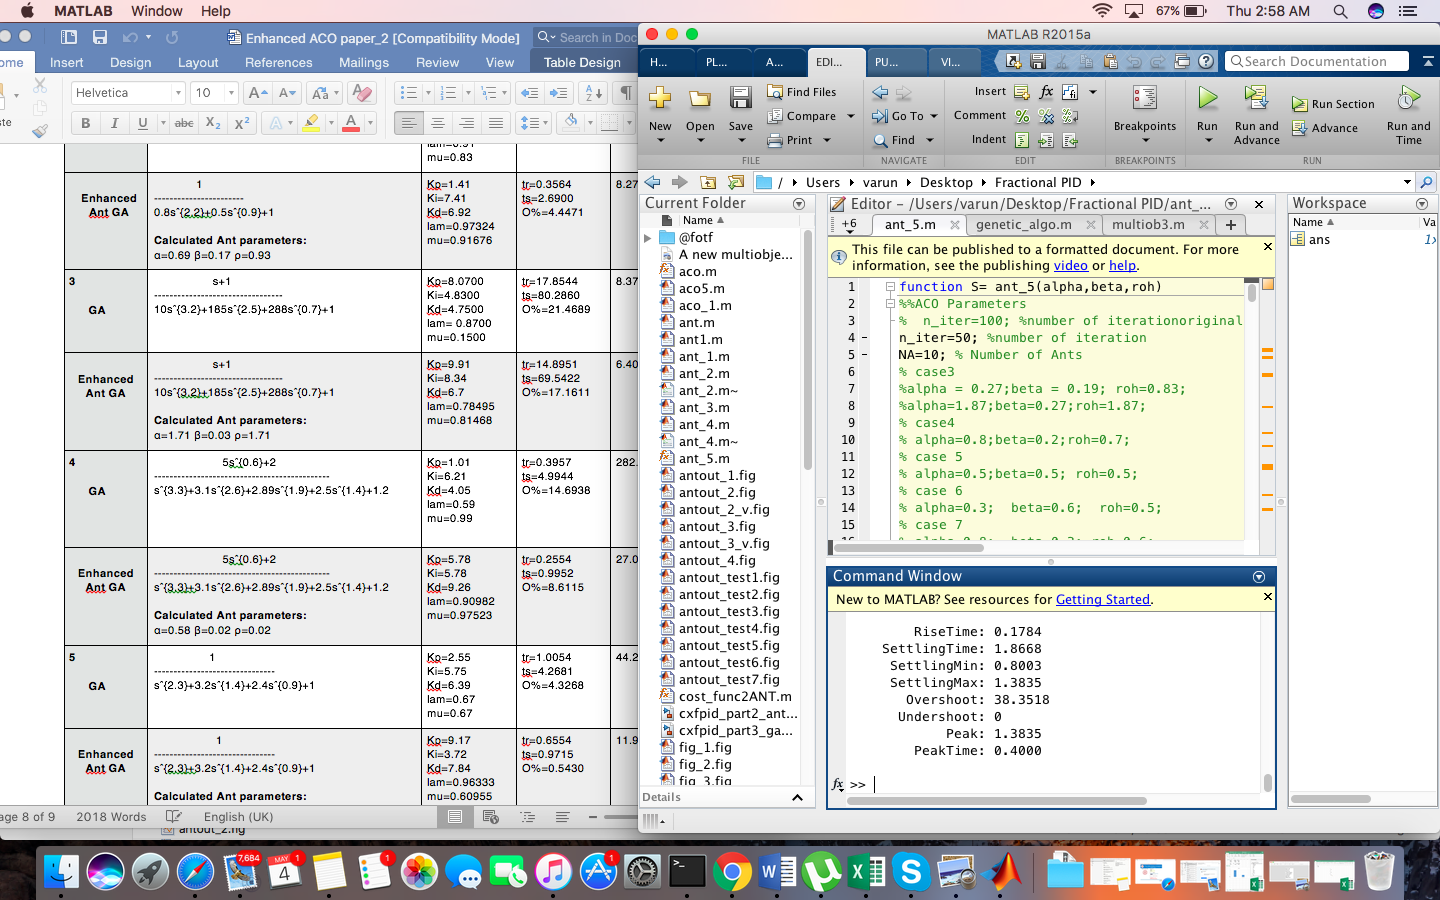 MATLAB Window Help
67% Thu 2:58 AM
Enhanced ACO paper_2 [Compatibility Mode]
Search in Doc
ome Insert Design Layout References Mailings Review View Table Design
ste
Helvetica 10
lam=0.91
mu=0.83
Enhanced
Ant GA
1
-----------------------
0.8s^{2.2}+0.5s^{0.9}+1
Calculated Ant parameters:
α=0.69 β=0.17 ρ=0.93
Kp=1.41
Ki=7.41
Kd=6.92
lam=0.97324
mu=0.91676
tr=0.3564
ts=2.6900
O%=4.4471
8.27
3
GA
s+1
---------------------------------
10s^{3.2}+185s^{2.5}+288s^{0.7}+1
Kp=8.0700
Ki=4.8300
Kd=4.7500
lam= 0.8700
mu=0.1500
tr=17.8544
ts=80.2860
O%=21.4689
8.37
Enhanced
Ant GA
s+1
---------------------------------
10s^{3.2}+185s^{2.5}+288s^{0.7}+1
Calculated Ant parameters:
α=1.71 β=0.03 ρ=1.71
Kp=9.91
Ki=8.34
Kd=6.7
lam=0.78495
mu=0.81468
tr=14.8951
ts=69.5422
O%=17.1611
6.40
4
GA
5s^{0.6}+2
---------------------------------------------
s^{3.3}+3.1s^{2.6}+2.89s^{1.9}+2.5s^{1.4}+1.2
Kp=1.01
Ki=6.21
Kd=4.05
lam=0.59
mu=0.99
tr=0.3957
ts=4.9944
O%=14.6938
282.
Enhanced
Ant GA
5s^{0.6}+2
---------------------------------------------
s^{3.3}+3.1s^{2.6}+2.89s^{1.9}+2.5s^{1.4}+1.2
Calculated Ant parameters:
α=0.58 β=0.02 ρ=0.02
Kp=5.78
Ki=5.78
Kd=9.26
lam=0.90982
mu=0.97523
tr=0.2554
ts=0.9952
O%=8.6115
27.0
5
GA
1
-------------------------------
s^{2.3}+3.2s^{1.4}+2.4s^{0.9}+1
Kp=2.55
Ki=5.75
Kd=6.39
lam=0.67
mu=0.67
tr=1.0054
ts=4.2681
O%=4.3268
44.2
Enhanced
Ant GA
1
-------------------------------
s^{2.3}+3.2s^{1.4}+2.4s^{0.9}+1
Calculated Ant parameters:
Kp=9.17
Ki=3.72
Kd=7.84
lam=0.96333
mu=0.60955
tr=0.6554
ts=0.9715
O%=0.5430
11.9
age 8 of 9 2018 Words English (UK)
antout_2.fig
MATLAB R2015a
H... PL... A... EDI... PU... VI...
Search Documentation
New Open Save
Find Files
Compare
Print
Go To
Find
Insert
Comment
Indent
Breakpoints
Run
Run and
Advance
Run Section
Advance
Run and
Time
FILE NAVIGATE EDIT BREAKPOINTS RUN
/ Users varun Desktop Fractional PID
Current Folder
Name
@fotf
A new multiobje...
aco.m
aco5.m
aco_1.m
ant.m
ant1.m
ant_1.m
ant_2.m
ant_2.m~
ant_3.m
ant_4.m
ant_4.m~
ant_5.m
antout_1.fig
antout_2.fig
antout_2_v.fig
antout_3.fig
antout_3_v.fig
antout_4.fig
antout_test1.fig
antout_test2.fig
antout_test3.fig
antout_test4.fig
antout_test5.fig
antout_test6.fig
antout_test7.fig
cost_func2ANT.m
cxfpid_part2_ant...
cxfpid_part3_ga...
fig_1.fig
fig_2.fig
fig_3.fig
Details
Editor - /Users/varun/Desktop/Fractional PID/ant_...
+6 ant_5.m genetic_algo.m multiob3.m +
This file can be published to a formatted document. For more
information, see the publishing video or help.
1 function S= ant_5(alpha,beta,roh)
2 %%ACO Parameters
3 % n_iter=100; %number of iterationoriginal
4 - n_iter=50; %number of iteration
5 - NA=10; % Number of Ants
6 % case3
7 %alpha = 0.27;beta = 0.19; roh=0.83;
8 %alpha=1.87;beta=0.27;roh=1.87;
9 % case4
10 % alpha=0.8;beta=0.2;roh=0.7;
11 % case 5
12 % alpha=0.5;beta=0.5; roh=0.5;
13 % case 6
14 % alpha=0.3; beta=0.6; roh=0.5;
15 % case 7
Command Window
New to MATLAB? See resources for Getting Started.
RiseTime: 0.1784
SettlingTime: 1.8668
SettlingMin: 0.8003
SettlingMax: 1.3835
Overshoot: 38.3518
Undershoot: 0
Peak: 1.3835
PeakTime: 0.4000
fx >>
Workspace
Name Va
ans 1x
7,684
MAY
4
1
1
1